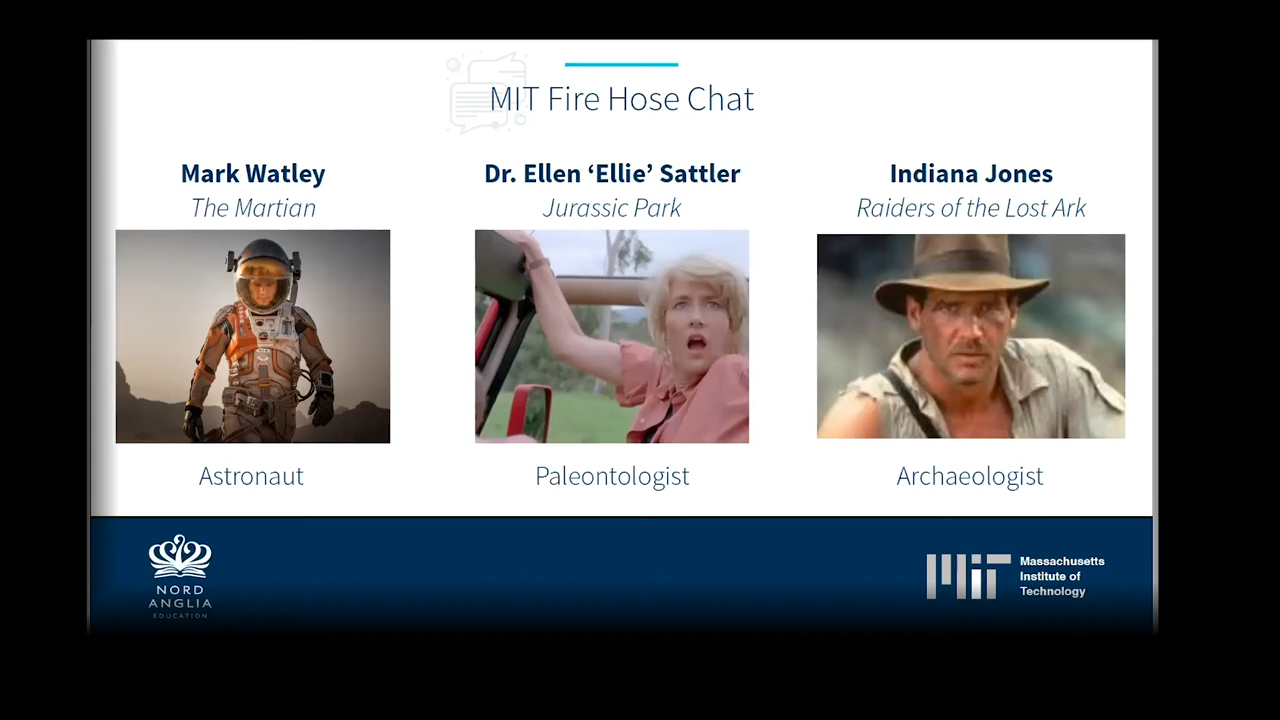 MIT Fire Hose Chat
Mark Watley
The Martian
Dr. Ellen ‘Ellie’ Sattler
Jurassic Park
Indiana Jones
Raiders of the Lost Ark
Astronaut
Paleontologist
Archaeologist
NORD
ANGLIA
EDUCATION
MIT
Massachusetts
Institute of
Technology